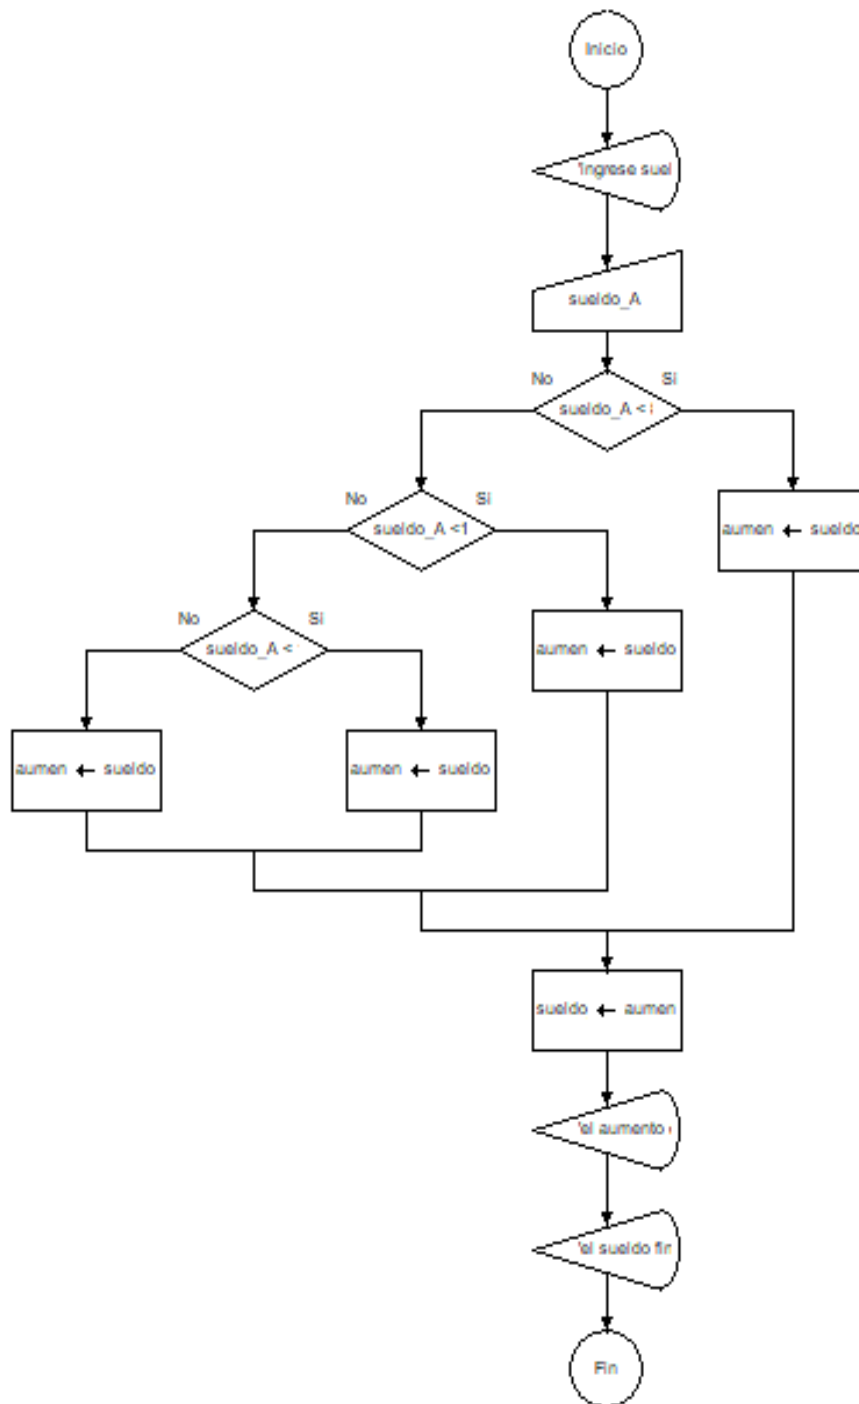 Inicio
'Ingrese suel
sueldo_A
No
Si
sueldo_A <
No
Si
sueldo_A <1
aumen ← sueldo
No
Si
sueldo_A <
aumen ← sueldo
aumen ← sueldo
aumen ← sueldo
sueldo ← aumen
'el aumento
'el sueldo fin
Fin